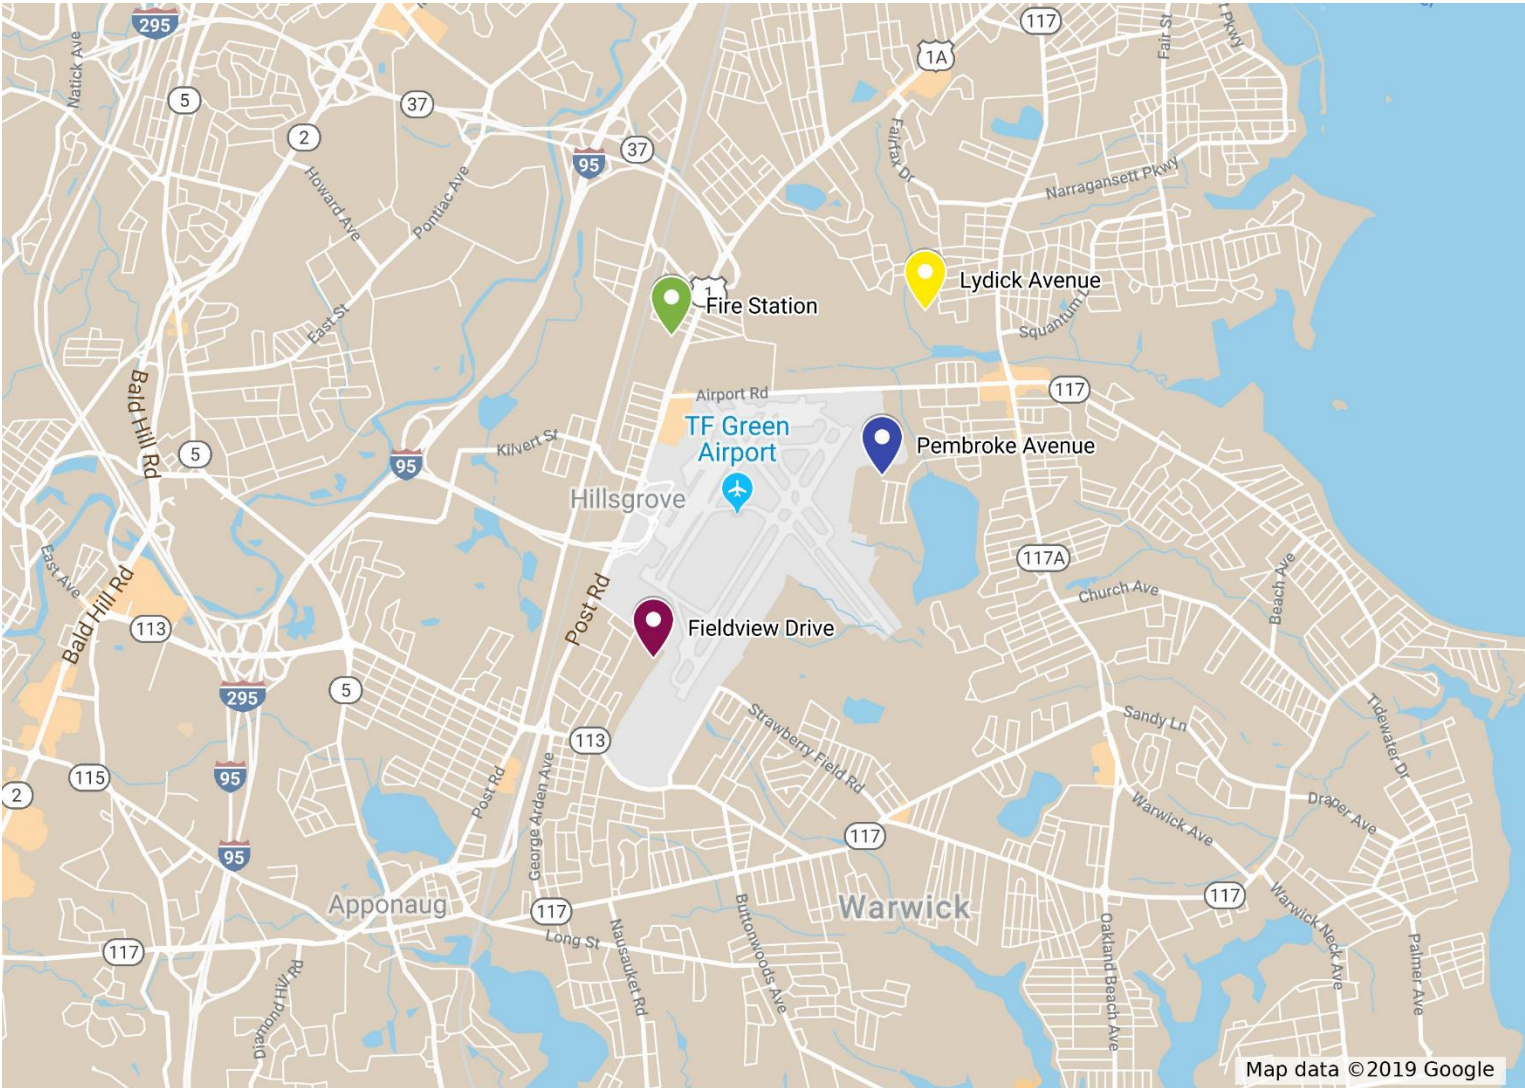 295
117
1A
Fair St
t Pkwy
Natick Ave
5
37
2
37
95
Fairfax Dr
Howard Ave
Pontiac Ave
Narragansett Pkwy
1
Lydick Avenue
Fire Station
East St
Squantum L
Bald Hill Rd
Airport Rd
117
TF Green
Airport
Pembroke Avenue
Kilvert St
5
95
Hillsgrove
117A
East Ave
Church Ave
Beach Ave
Bald Hill Rd
113
Post Rd
Fieldview Drive
295
5
Sandy Ln
Tidewater Dr
Strawberry Field Rd
113
115
95
2
Post Rd
George Arden Ave
Draper Ave
Warwick Ave
117
95
Apponaug
117
Warwick
117
Warwick Neck Ave
117
Long St
Nausauket Rd
Buttonwoods Ave
Oakland Beach Ave
Palmer Ave
Diamond Hill Rd
Map data ©2019 Google